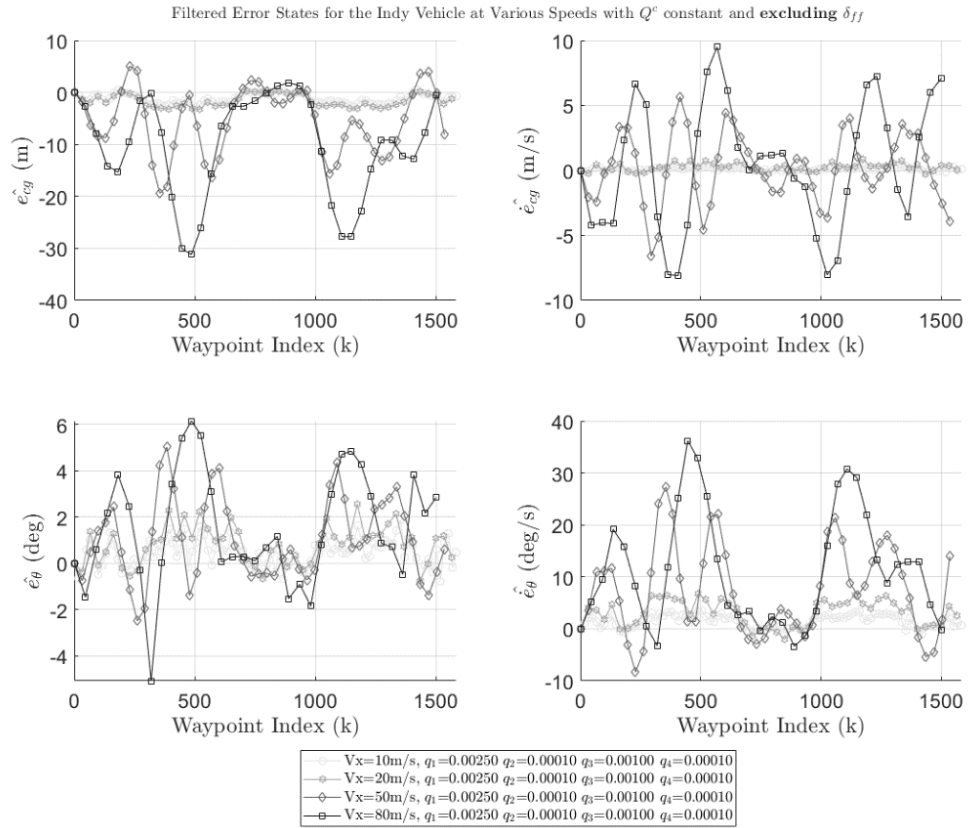 Filtered Error States for the Indy Vehicle at Various Speeds with Q^c constant and excluding δ_ff
10
0
-10
-20
-30
-40
ê_cg (m)
0 500 1000 1500
Waypoint Index (k)
10
5
0
-5
-10
ė̂_cg (m/s)
0 500 1000 1500
Waypoint Index (k)
6
4
2
0
-2
-4
ê_θ (deg)
0 500 1000 1500
Waypoint Index (k)
40
30
20
10
0
-10
ė̂_θ (deg/s)
0 500 1000 1500
Waypoint Index (k)
Vx=10m/s, q₁=0.00250 q₂=0.00010 q₃=0.00100 q₄=0.00010
Vx=20m/s, q₁=0.00250 q₂=0.00010 q₃=0.00100 q₄=0.00010
Vx=50m/s, q₁=0.00250 q₂=0.00010 q₃=0.00100 q₄=0.00010
Vx=80m/s, q₁=0.00250 q₂=0.00010 q₃=0.00100 q₄=0.00010